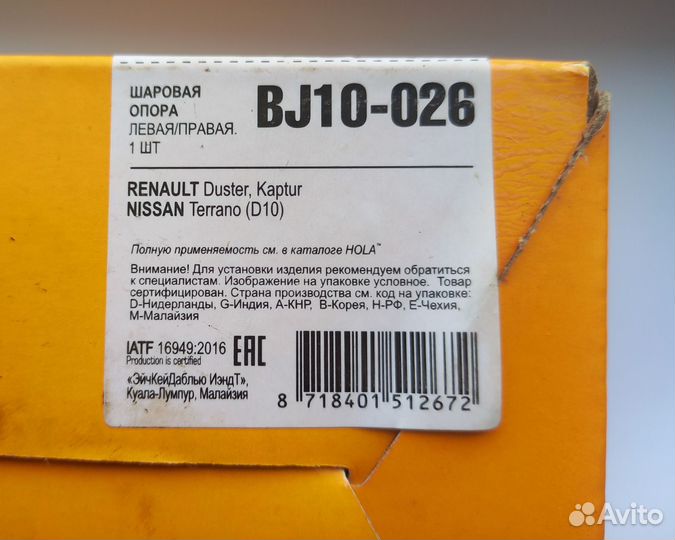 ШАРОВАЯ
ОПОРА
ЛЕВАЯ/ПРАВАЯ.
1 ШТ
BJ10-026
RENAULT Duster, Kaptur
NISSAN Terrano (D10)
Полную применяемость см. в каталоге HOLA™
Внимание! Для установки изделия рекомендуем обратиться
к специалистам. Изображение на упаковке условное. Товар
сертифицирован. Страна производства см. код на упаковке:
D-Нидерланды, G-Индия, A-КНР, B-Корея, H-РФ, E-Чехия,
M-Малайзия
IATF 16949:2016
Production is certified
EAC
«ЭйчКейДаблью ИэндТ»,
Куала-Лумпур, Малайзия
8 718401 512672
Avito